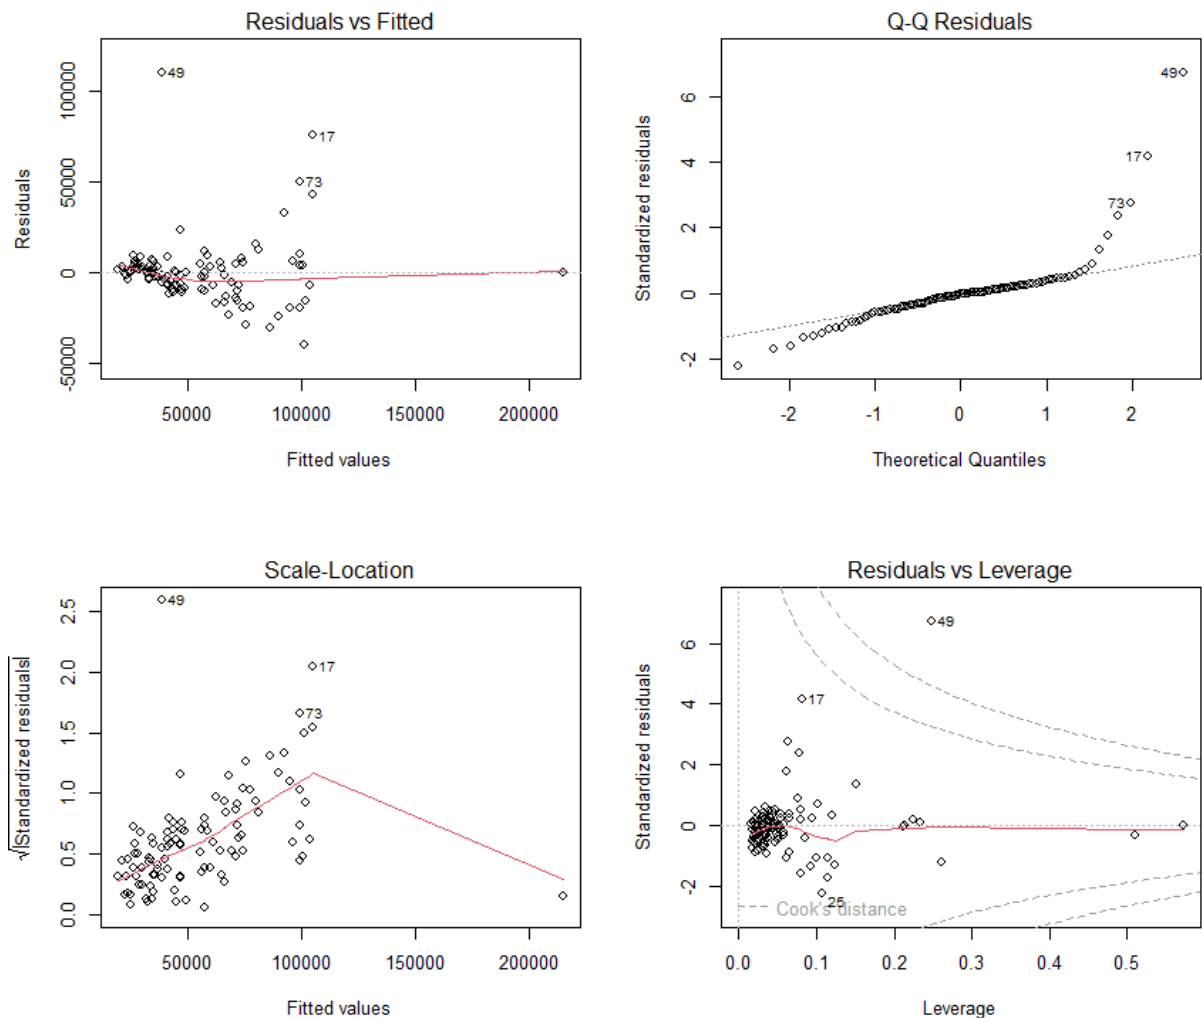 Residuals vs Fitted
Residuals
100000
50000
0
-50000
49
17
73
50000 100000 150000 200000
Fitted values
Q-Q Residuals
Standardized residuals
6
4
2
0
-2
49
17
73
-2 -1 0 1 2
Theoretical Quantiles
Scale-Location
√|Standardized residuals|
2.5
2.0
1.5
1.0
0.5
0.0
49
17
73
50000 100000 150000 200000
Fitted values
Residuals vs Leverage
Standardized residuals
6
4
2
0
-2
49
17
25
Cook's distance
0.0 0.1 0.2 0.3 0.4 0.5
Leverage